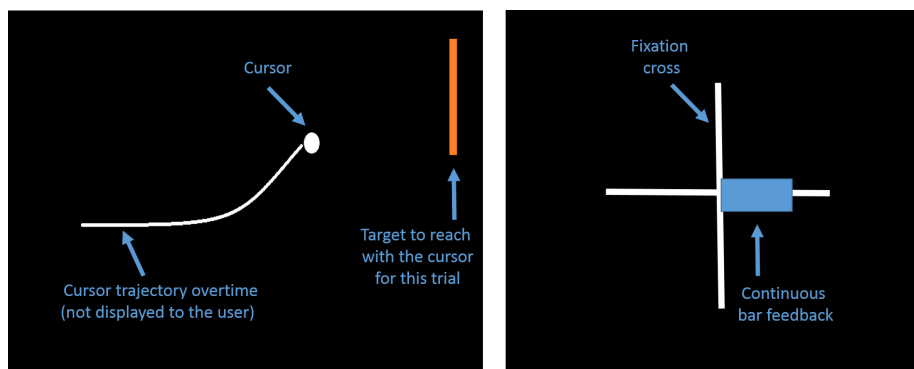 Cursor
Target to reach
with the cursor
for this trial
Cursor trajectory overtime
(not displayed to the user)
Fixation
cross
Continuous
bar feedback